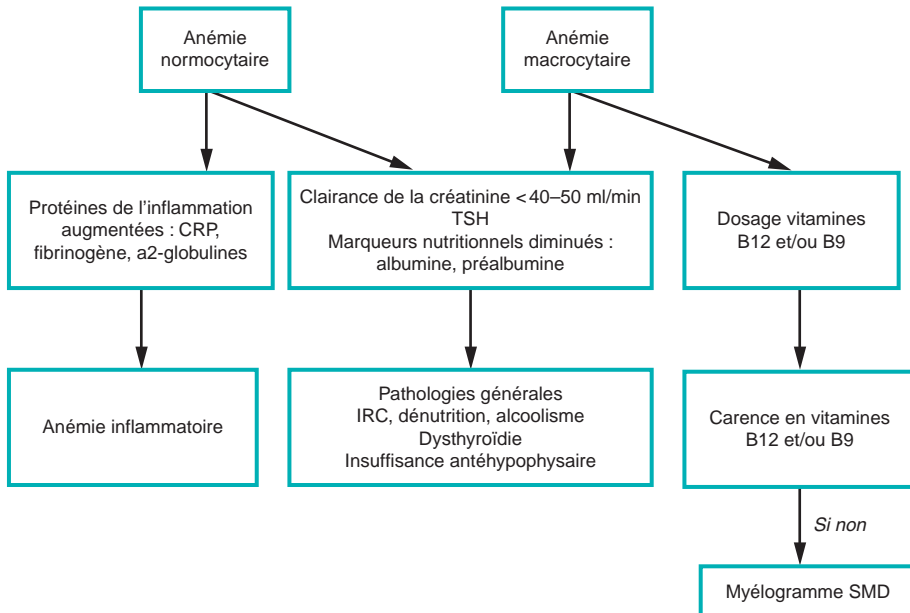 Anémie
normocytaire
Anémie
macrocytaire
Protéines de l'inflammation
augmentées : CRP,
fibrinogène, a2-globulines
Clairance de la créatinine < 40–50 ml/min
TSH
Marqueurs nutritionnels diminués :
albumine, préalbumine
Dosage vitamines
B12 et/ou B9
Anémie inflammatoire
Pathologies générales
IRC, dénutrition, alcoolisme
Dysthyroïdie
Insuffisance antéhypophysaire
Carence en vitamines
B12 et/ou B9
Si non
Myélogramme SMD